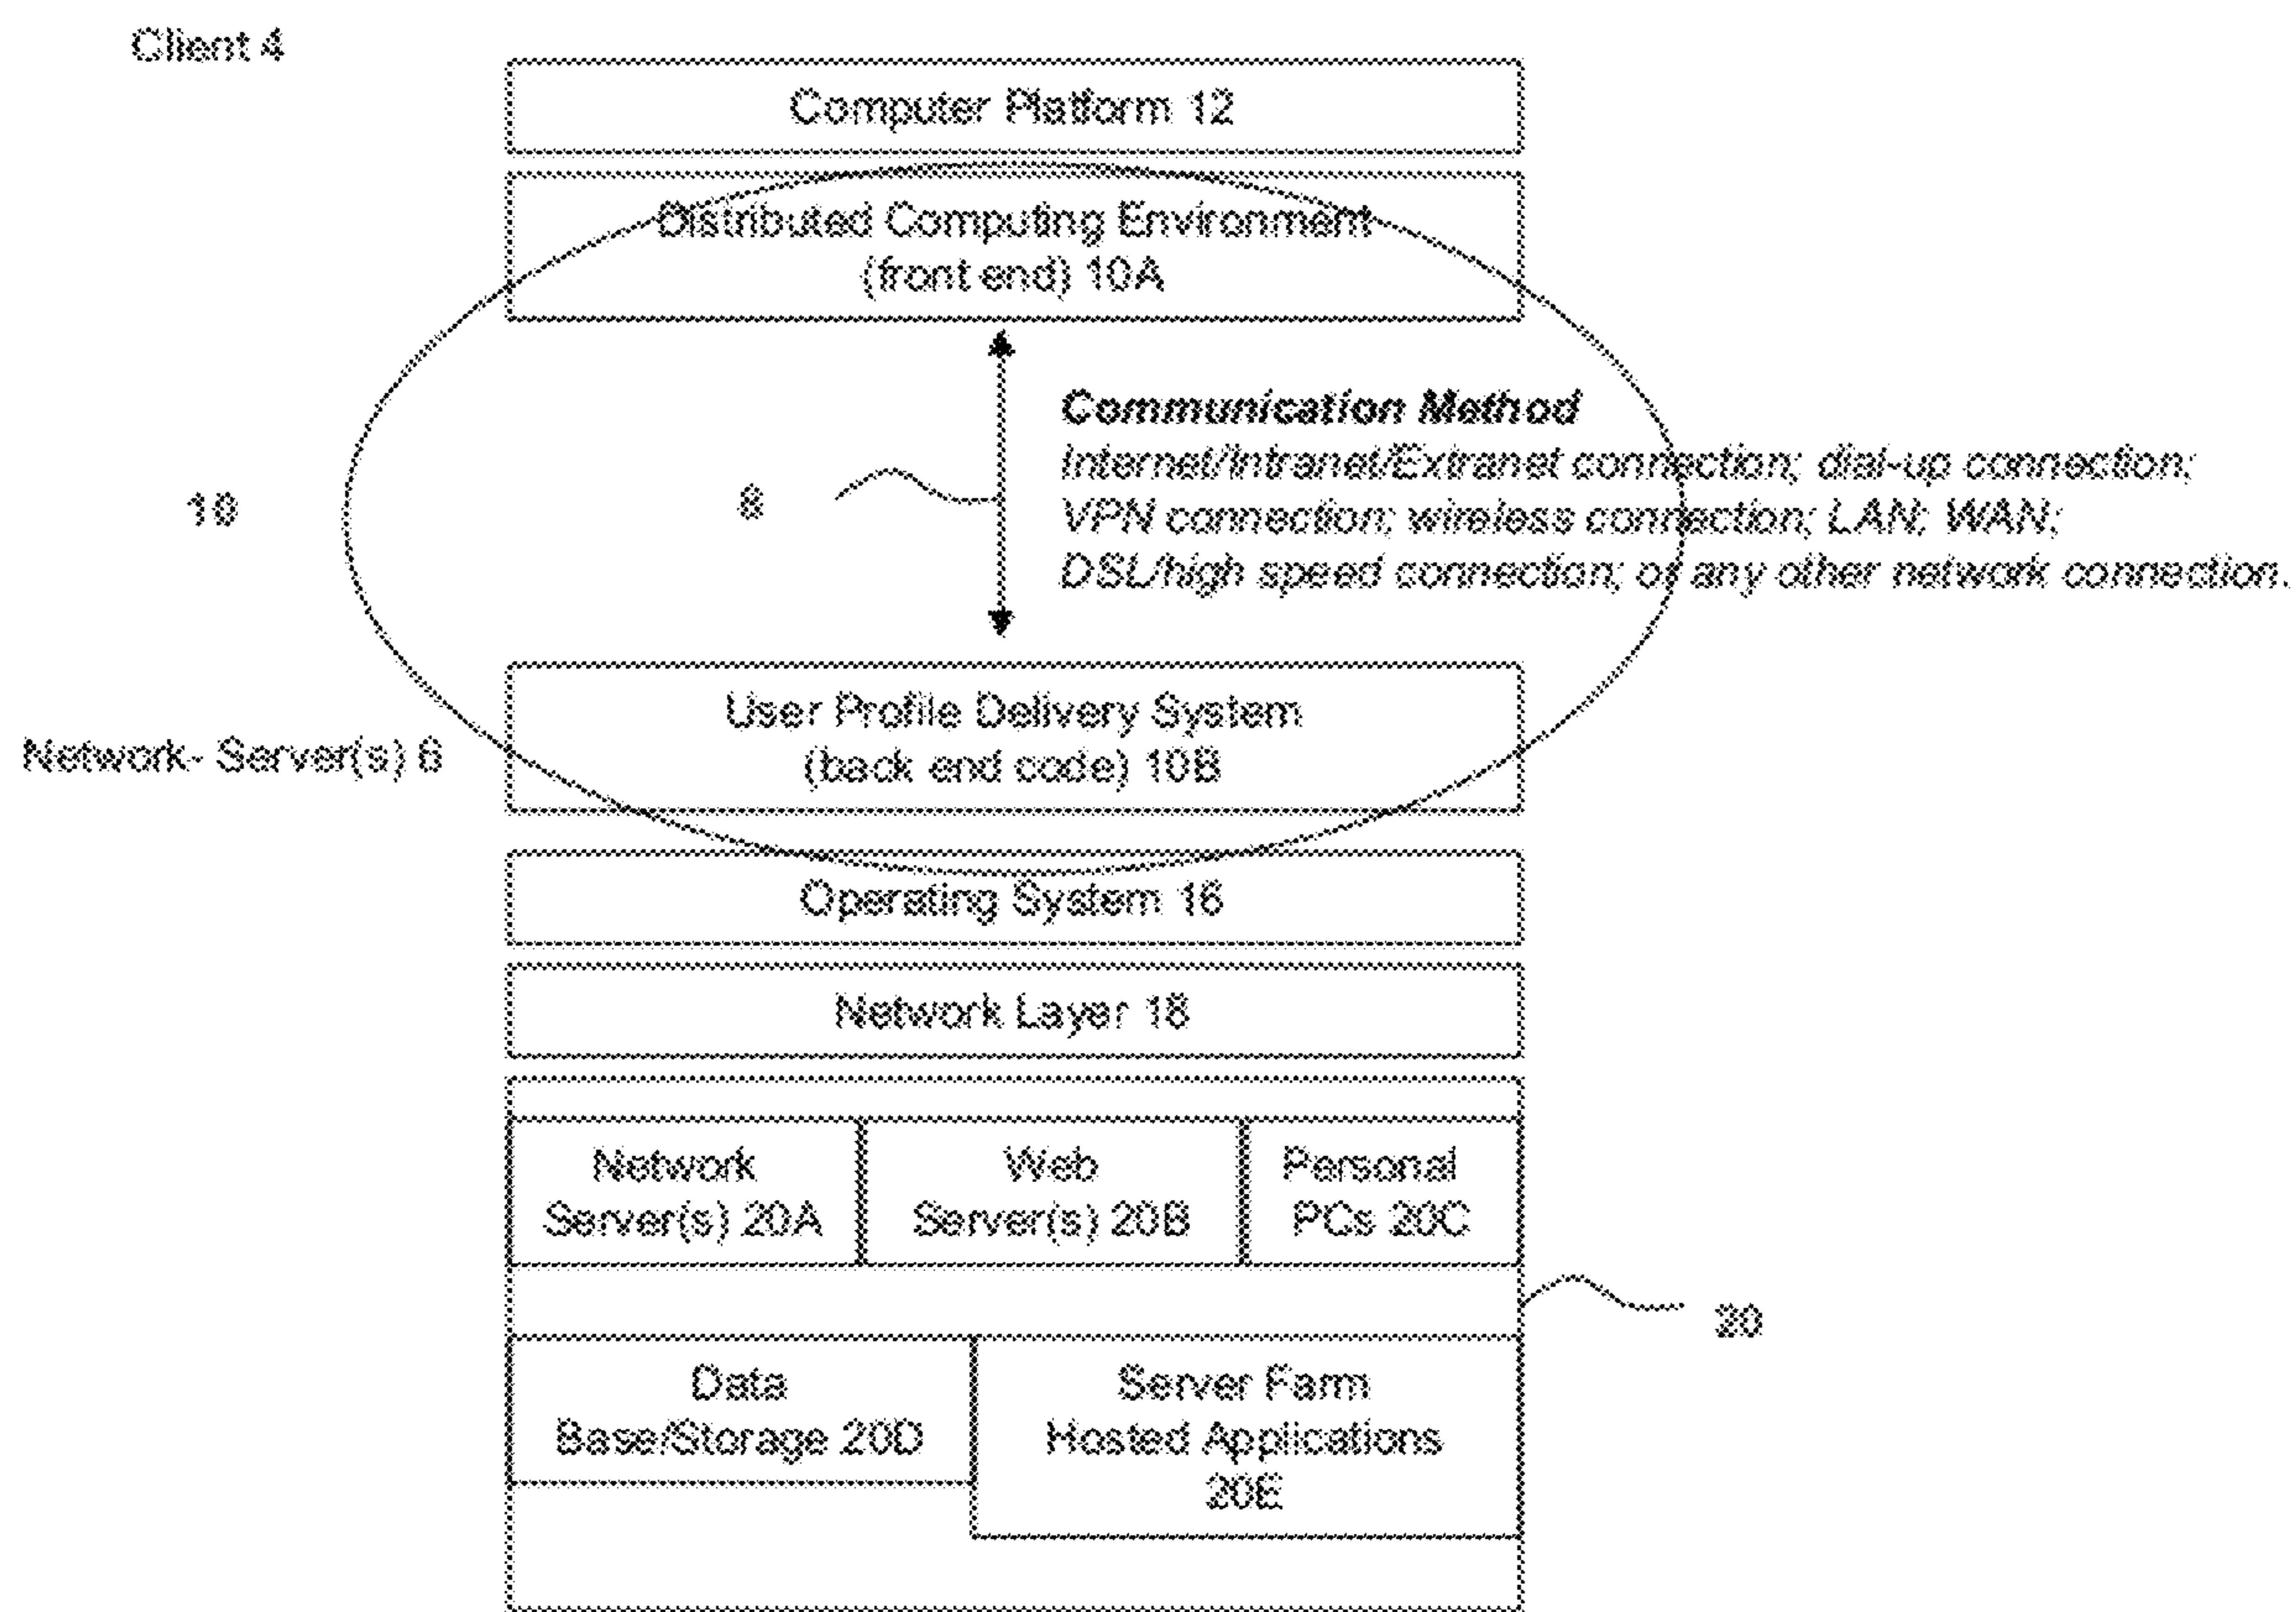 Client 4
Computer Platform 12
Distributed Computing Environment
(front end) 10A
Communication Method
Internet/Intranet/Extranet connection; dial-up connection;
10
8
VPN connection; wireless connection; LAN; WAN;
DSL/high speed connection; or any other network connection.
User Profile Delivery System
Network- Server(s) 6
(back end code) 10B
Operating System 16
Network Layer 18
Network
Server(s) 20A
Web
Server(s) 20B
Personal
PCs 20C
20
Data
Base/Storage 20D
Server Farm
Hosted Applications
20E